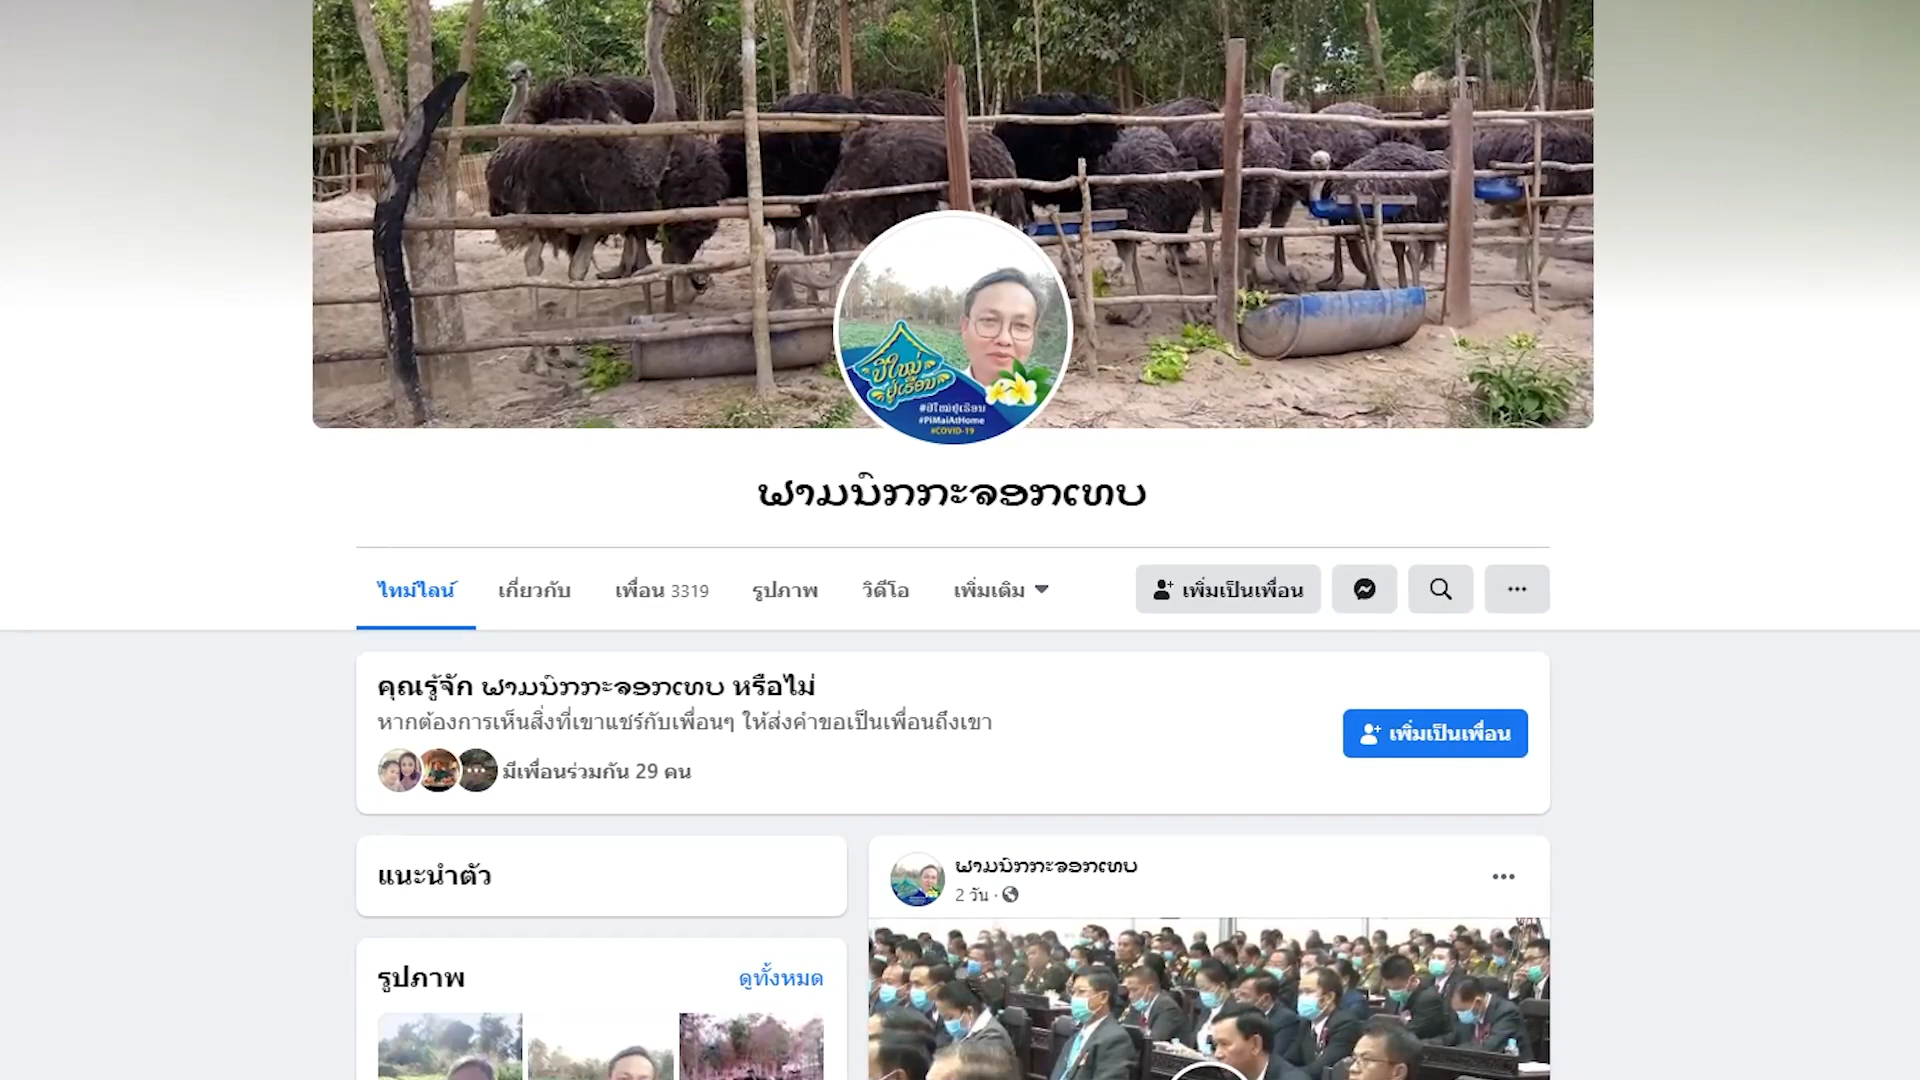 ປີໃໝ່
ຢູ່ເຮືອນ
#ປີໃໝ່ຢູ່ເຮືອນ
#PiMaiAtHome
#COVID-19
ຟາມນົກກະຈອກເທບ
ไทม์ไลน์
เกี่ยวกับ
เพื่อน 3319
รูปภาพ
วิดีโอ
เพิ่มเติม
เพิ่มเป็นเพื่อน
คุณรู้จัก ຟາມນົກກະຈອກເທບ หรือไม่
หากต้องการเห็นสิ่งที่เขาแชร์กับเพื่อนๆ ให้ส่งคำขอเป็นเพื่อนถึงเขา
เพิ่มเป็นเพื่อน
มีเพื่อนร่วมกัน 29 คน
แนะนำตัว
ຟາມນົກກະຈອກເທບ
2 วัน ·
รูปภาพ
ดูทั้งหมด